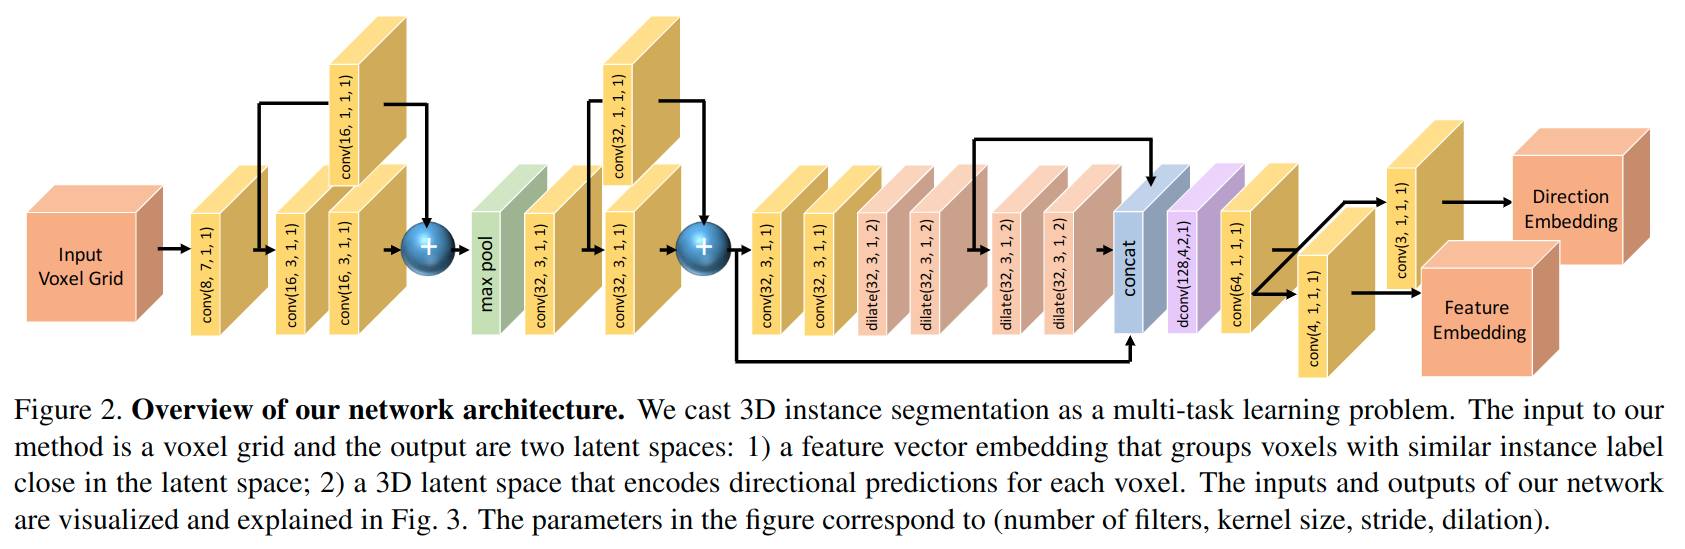 Input
Voxel Grid
conv(8, 7, 1, 1)
conv(16, 3, 1, 1)
conv(16, 1, 1, 1)
conv(16, 3, 1, 1)
+
max pool
conv(32, 3, 1, 1)
conv(32, 1, 1, 1)
conv(32, 3, 1, 1)
+
conv(32, 3, 1, 1)
conv(32, 3, 1, 1)
dilate(32, 3, 1, 2)
dilate(32, 3, 1, 2)
dilate(32, 3, 1, 2)
dilate(32, 3, 1, 2)
concat
dconv(128,4,2,1)
conv(64, 1, 1, 1)
conv(3, 1, 1, 1)
conv(4, 1, 1, 1)
Direction
Embedding
Feature
Embedding
Figure 2. Overview of our network architecture. We cast 3D instance segmentation as a multi-task learning problem. The input to our
method is a voxel grid and the output are two latent spaces: 1) a feature vector embedding that groups voxels with similar instance label
close in the latent space; 2) a 3D latent space that encodes directional predictions for each voxel. The inputs and outputs of our network
are visualized and explained in Fig. 3. The parameters in the figure correspond to (number of filters, kernel size, stride, dilation).